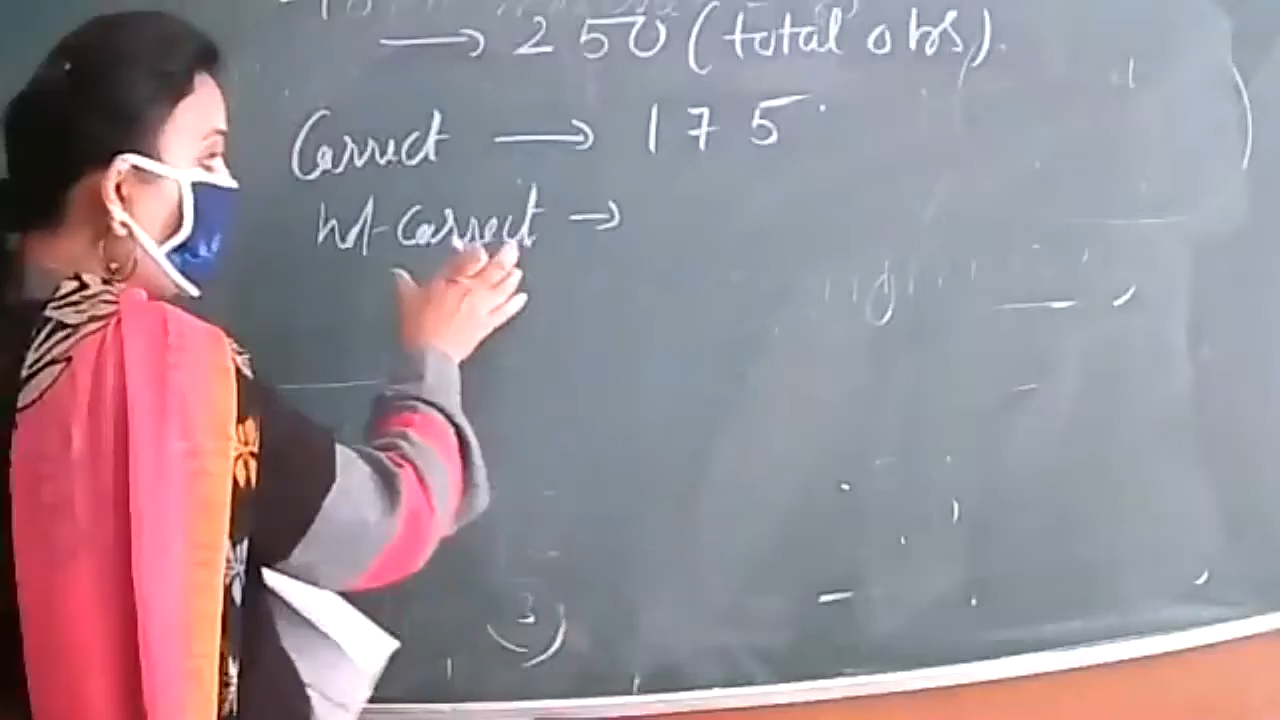 → 250 (total obs).
Correct → 175
Not-Correct →